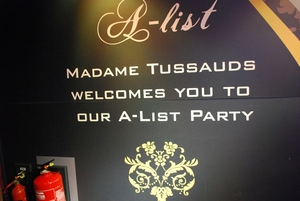 A-list
Madame Tussauds
welcomes you to
our A-List Party